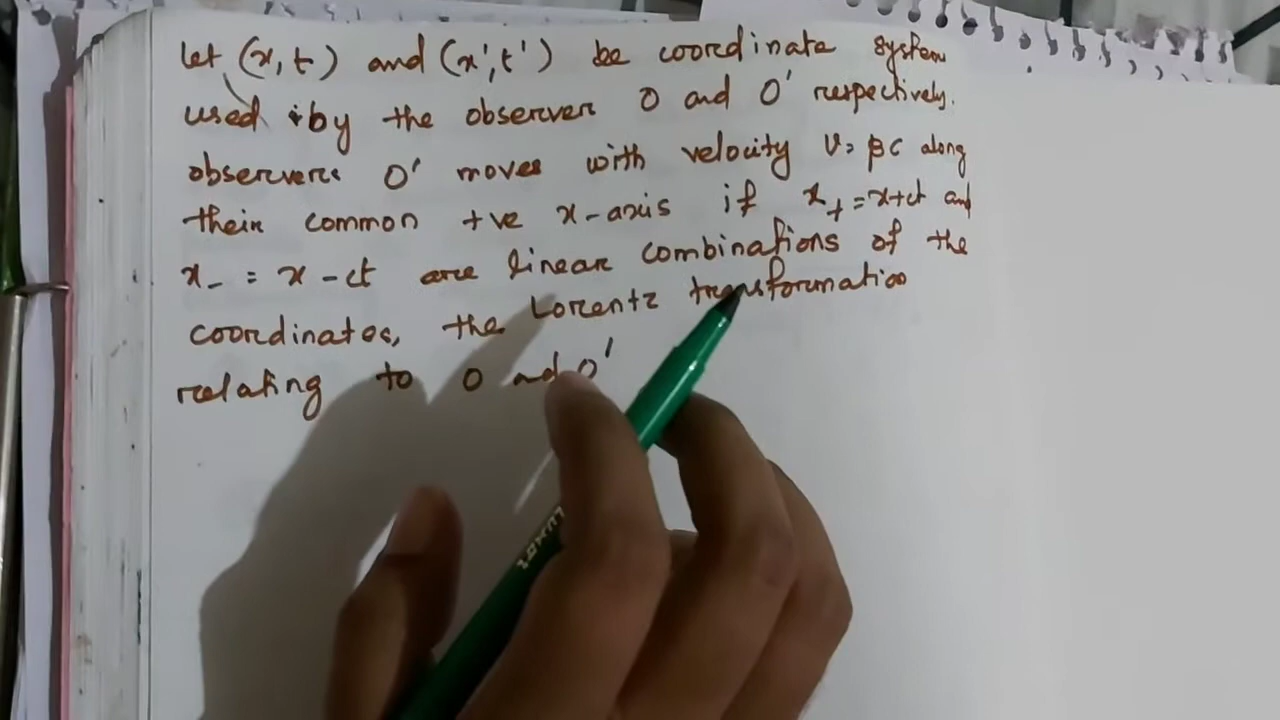 let (x, t) and (x', t') be coordinate system
used by the observer O and O' respectively.
observer O' moves with velocity v = βc along
their common +ve x-axis if x₊ = x+ct and
x₋ = x - ct are linear combinations of the
coordinates, the Lorentz transformation
relating to O and O'
LUXOR